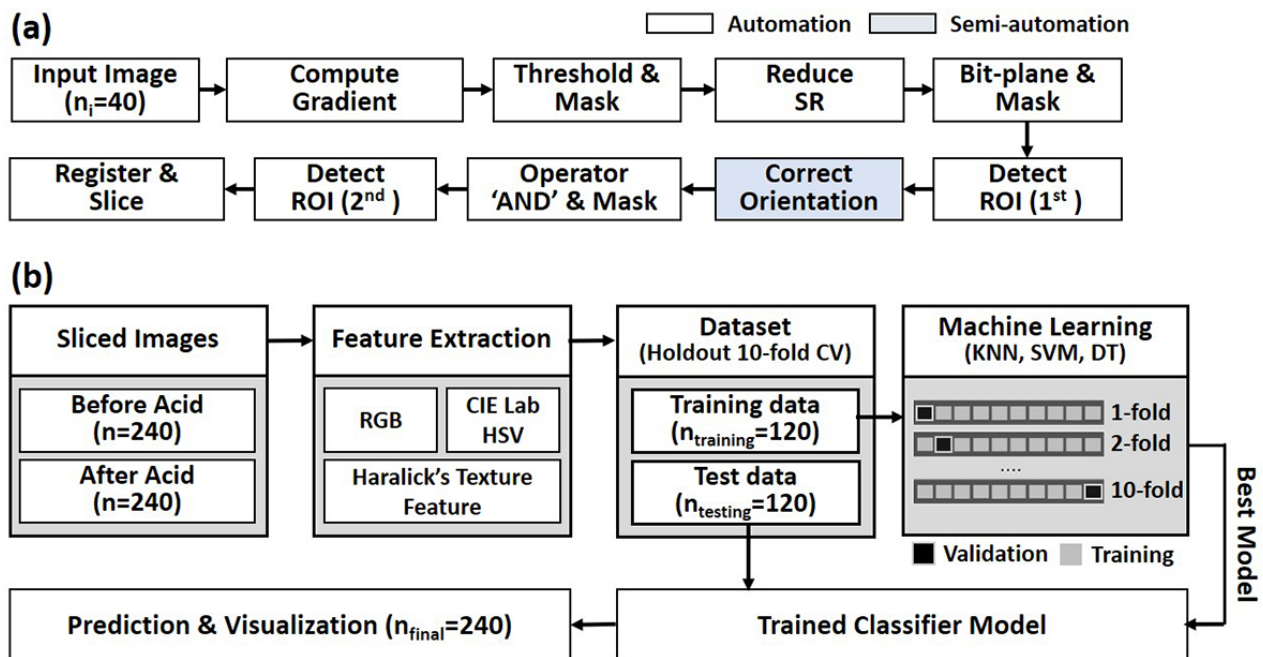 (a)
Automation
Semi-automation
Input Image
(nᵢ=40)
Compute
Gradient
Threshold &
Mask
Reduce
SR
Bit-plane &
Mask
Register &
Slice
Detect
ROI (2ⁿᵈ )
Operator
‘AND’ & Mask
Correct
Orientation
Detect
ROI (1ˢᵗ )
(b)
Sliced Images
Before Acid
(n=240)
After Acid
(n=240)
Feature Extraction
RGB
CIE Lab
HSV
Haralick’s Texture
Feature
Dataset
(Holdout 10-fold CV)
Training data
(n_training=120)
Test data
(n_testing=120)
Machine Learning
(KNN, SVM, DT)
1-fold
2-fold
....
10-fold
Validation
Training
Best Model
Prediction & Visualization (n_final=240)
Trained Classifier Model